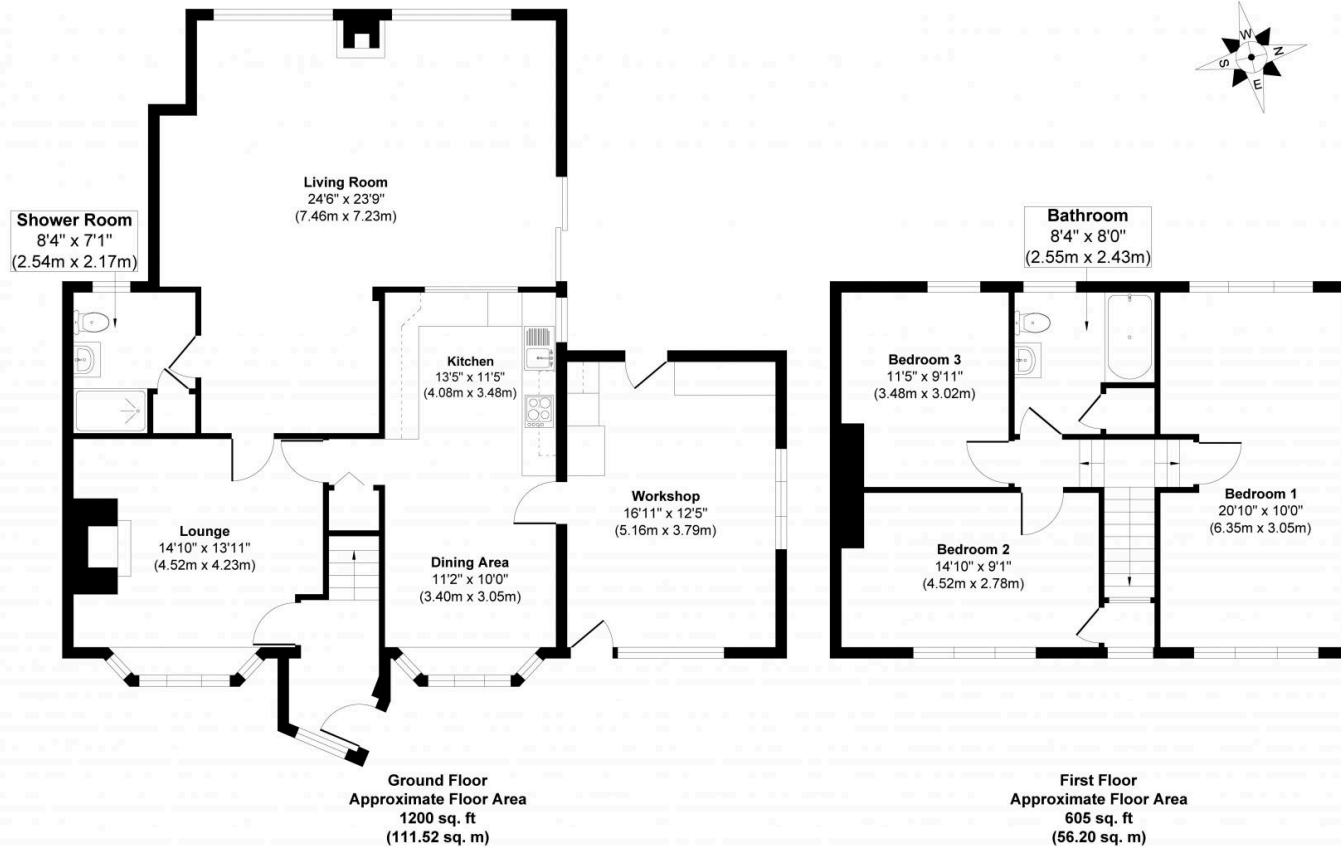 W
N
S
E
Living Room
24'6" x 23'9"
(7.46m x 7.23m)
Shower Room
8'4" x 7'1"
(2.54m x 2.17m)
Kitchen
13'5" x 11'5"
(4.08m x 3.48m)
Lounge
14'10" x 13'11"
(4.52m x 4.23m)
Dining Area
11'2" x 10'0"
(3.40m x 3.05m)
Workshop
16'11" x 12'5"
(5.16m x 3.79m)
Ground Floor
Approximate Floor Area
1200 sq. ft
(111.52 sq. m)
Bathroom
8'4" x 8'0"
(2.55m x 2.43m)
Bedroom 3
11'5" x 9'11"
(3.48m x 3.02m)
Bedroom 2
14'10" x 9'1"
(4.52m x 2.78m)
Bedroom 1
20'10" x 10'0"
(6.35m x 3.05m)
First Floor
Approximate Floor Area
605 sq. ft
(56.20 sq. m)